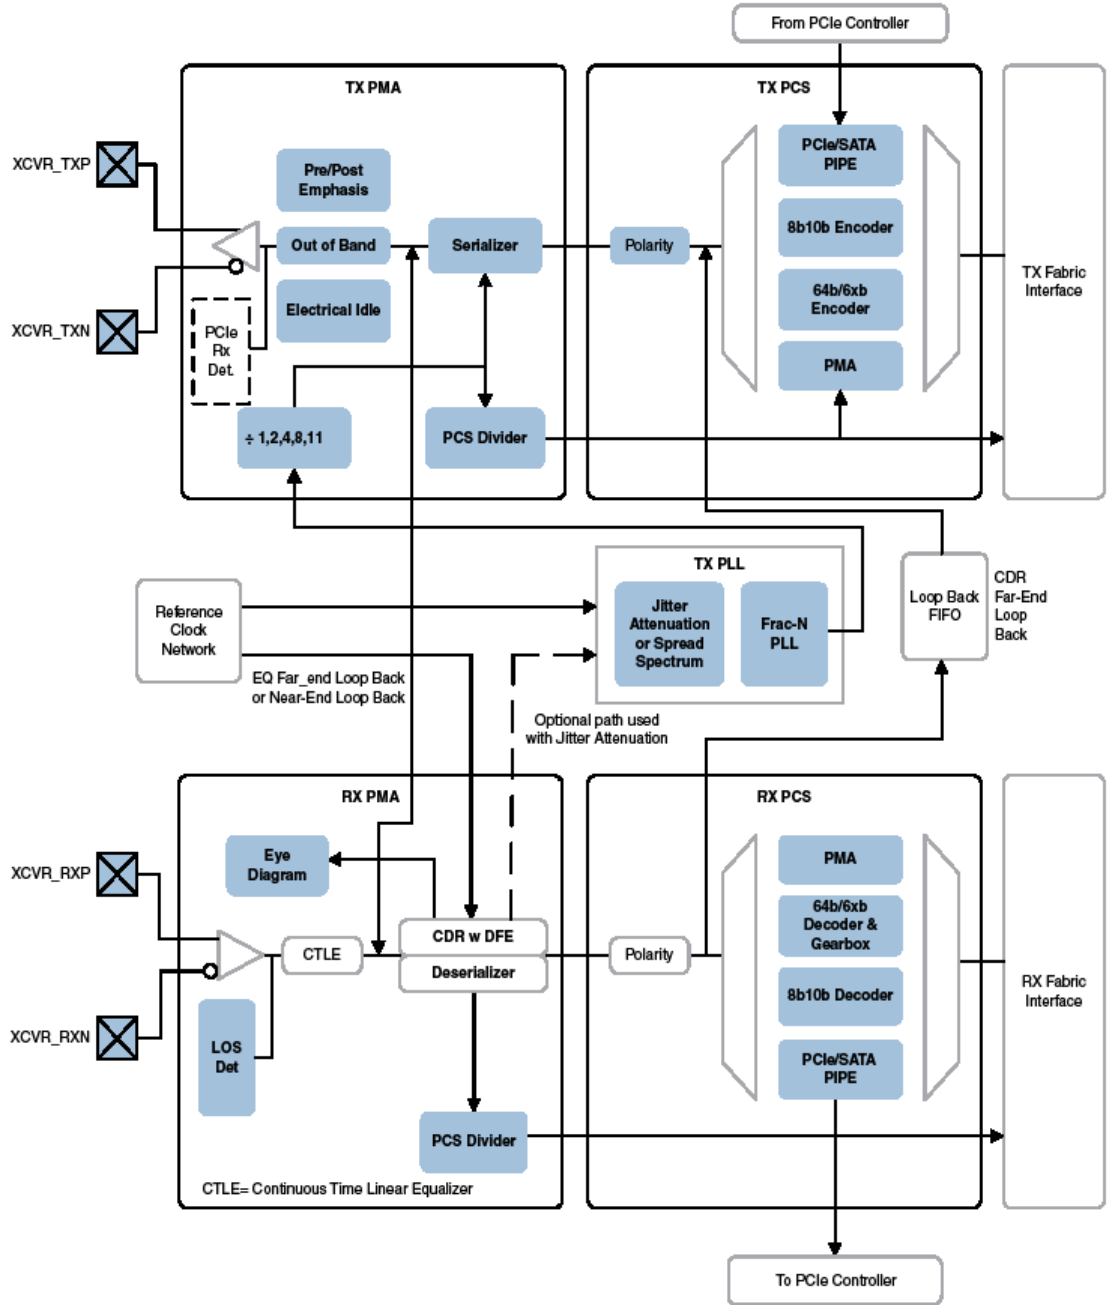 From PCIe Controller
TX PMA
TX PCS
XCVR_TXP
Pre/Post
Emphasis
PCIe/SATA
PIPE
Out of Band
Serializer
Polarity
8b10b Encoder
TX Fabric
Interface
XCVR_TXN
PCIe
Rx
Det.
Electrical Idle
64b/6xb
Encoder
PMA
÷ 1,2,4,8,11
PCS Divider
TX PLL
Reference
Clock
Network
Jitter
Attenuation
or Spread
Spectrum
Frac-N
PLL
Loop Back
FIFO
CDR
Far-End
Loop
Back
EQ Far_end Loop Back
or Near-End Loop Back
Optional path used
with Jitter Attenuation
RX PMA
RX PCS
XCVR_RXP
Eye
Diagram
PMA
64b/6xb
Decoder &
Gearbox
CTLE
CDR w DFE
Deserializer
Polarity
8b10b Decoder
RX Fabric
Interface
XCVR_RXN
LOS
Det
PCIe/SATA
PIPE
PCS Divider
CTLE= Continuous Time Linear Equalizer
To PCIe Controller